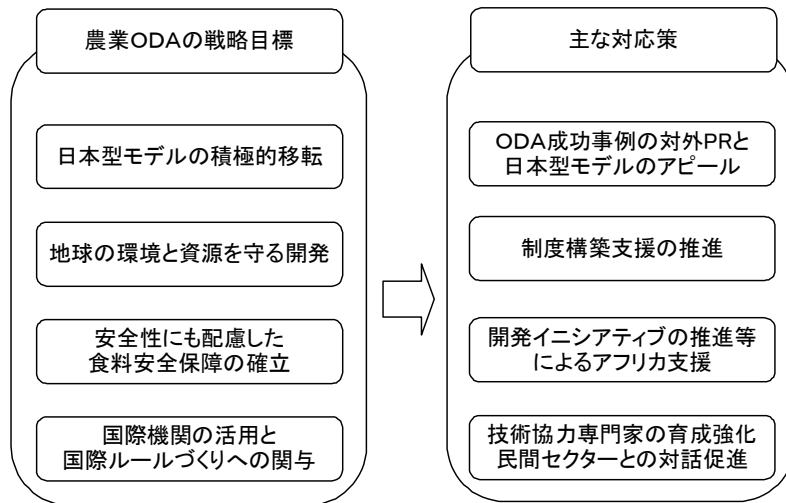 農業ODAの戦略目標
日本型モデルの積極的移転
地球の環境と資源を守る開発
安全性にも配慮した
食料安全保障の確立
国際機関の活用と
国際ルールづくりへの関与
主な対応策
ODA成功事例の対外PRと
日本型モデルのアピール
制度構築支援の推進
開発イニシアティブの推進等
によるアフリカ支援
技術協力専門家の育成強化
民間セクターとの対話促進